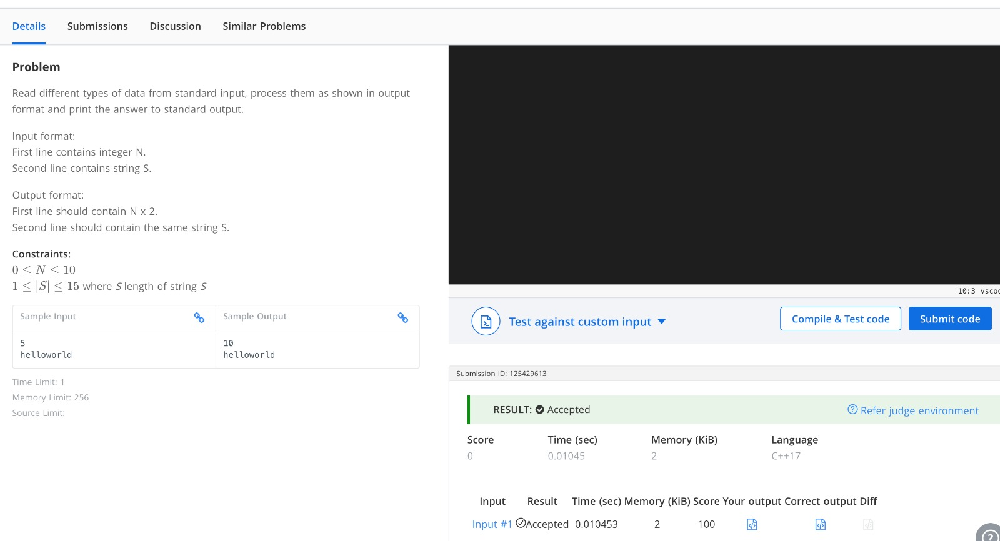 Details Submissions Discussion Similar Problems
Problem
Read different types of data from standard input, process them as shown in output
format and print the answer to standard output.
Input format:
First line contains integer N.
Second line contains string S.
Output format:
First line should contain N x 2.
Second line should contain the same string S.
Constraints:
0 ≤ N ≤ 10
1 ≤ |S| ≤ 15 where S length of string S
Sample Input Sample Output
5 10
helloworld helloworld
Time Limit: 1
Memory Limit: 256
Source Limit:
10:3
Test against custom input Compile & Test code Submit code
Submission ID: 125429613
RESULT: Accepted Refer judge environment
Score Time (sec) Memory (KiB) Language
0 0.01045 2 C++17
Input Result Time (sec) Memory (KiB) Score Your output Correct output Diff
Input #1 Accepted 0.010453 2 100
?